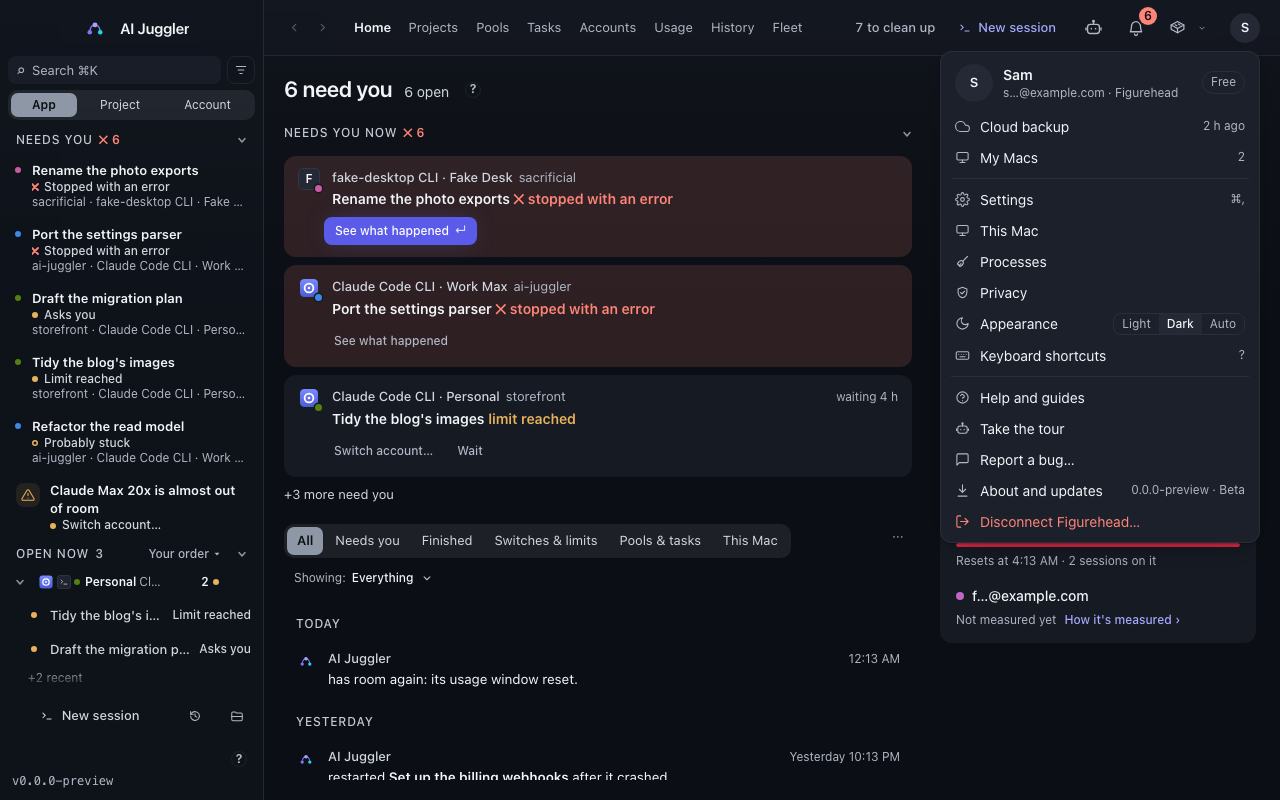 AI Juggler
Search ⌘K
App Project Account
NEEDS YOU 6
Rename the photo exports
Stopped with an error
sacrificial · fake-desktop CLI · Fake ...
Port the settings parser
Stopped with an error
ai-juggler · Claude Code CLI · Work ...
Draft the migration plan
Asks you
storefront · Claude Code CLI · Perso...
Tidy the blog's images
Limit reached
storefront · Claude Code CLI · Perso...
Refactor the read model
Probably stuck
ai-juggler · Claude Code CLI · Work ...
Claude Max 20x is almost out
of room
Switch account...
OPEN NOW 3 Your order
Personal Cl... 2
Tidy the blog's i... Limit reached
Draft the migration p... Asks you
+2 recent
New session
?
v0.0.0-preview
Home Projects Pools Tasks Accounts Usage History Fleet 7 to clean up New session 6 S
6 need you 6 open ?
NEEDS YOU NOW 6
F fake-desktop CLI · Fake Desk sacrificial
Rename the photo exports stopped with an error
See what happened
Claude Code CLI · Work Max ai-juggler
Port the settings parser stopped with an error
See what happened
Claude Code CLI · Personal storefront waiting 4 h
Tidy the blog's images limit reached
Switch account... Wait
+3 more need you
All Needs you Finished Switches & limits Pools & tasks This Mac ...
Showing: Everything
TODAY
AI Juggler 12:13 AM
has room again: its usage window reset.
YESTERDAY
AI Juggler Yesterday 10:13 PM
restarted Set up the billing webhooks after it crashed
S Sam Free
s...@example.com · Figurehead
Cloud backup 2 h ago
My Macs 2
Settings ⌘,
This Mac
Processes
Privacy
Appearance Light Dark Auto
Keyboard shortcuts ?
Help and guides
Take the tour
Report a bug...
About and updates 0.0.0-preview · Beta
Disconnect Figurehead...
Resets at 4:13 AM · 2 sessions on it
f...@example.com
Not measured yet How it's measured ›